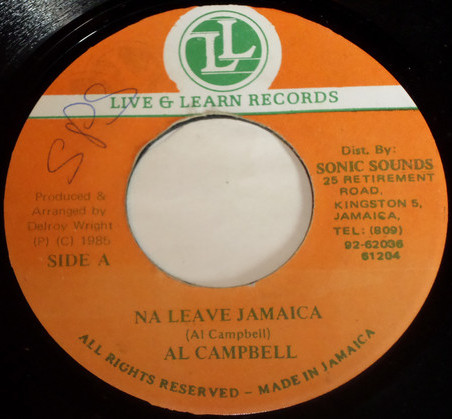 LL
LIVE & LEARN RECORDS
Dist. By:
SONIC SOUNDS
25 RETIREMENT
ROAD,
KINGSTON 5,
JAMAICA,
TEL: (809)
92-62036
61204
Produced &
Arranged by
Delroy Wright
(P) (C) 1985
SIDE A
NA LEAVE JAMAICA
(Al Campbell)
AL CAMPBELL
ALL RIGHTS RESERVED - MADE IN JAMAICA